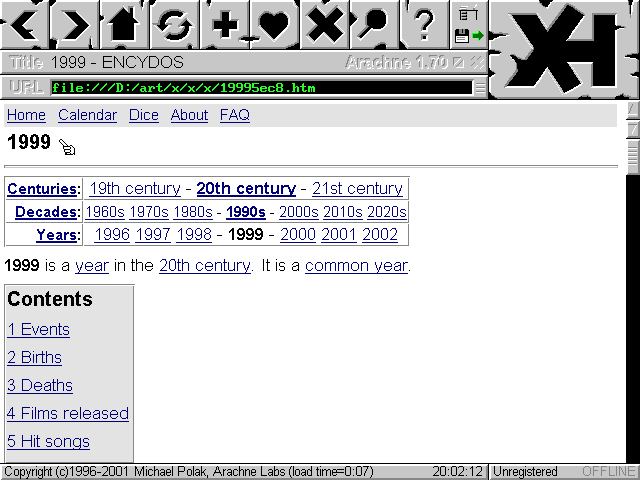 Title 1999 - ENCYDOS Arachne 1.70
URL file:///D:/art/x/x/x/19995ec8.htm
Home Calendar Dice About FAQ
1999
Centuries: 19th century - 20th century - 21st century
Decades: 1960s 1970s 1980s - 1990s - 2000s 2010s 2020s
Years: 1996 1997 1998 - 1999 - 2000 2001 2002
1999 is a year in the 20th century. It is a common year.
Contents
1 Events
2 Births
3 Deaths
4 Films released
5 Hit songs
Copyright (c)1996-2001 Michael Polak, Arachne Labs (load time=0:07) 20:02:12 Unregistered OFFLINE